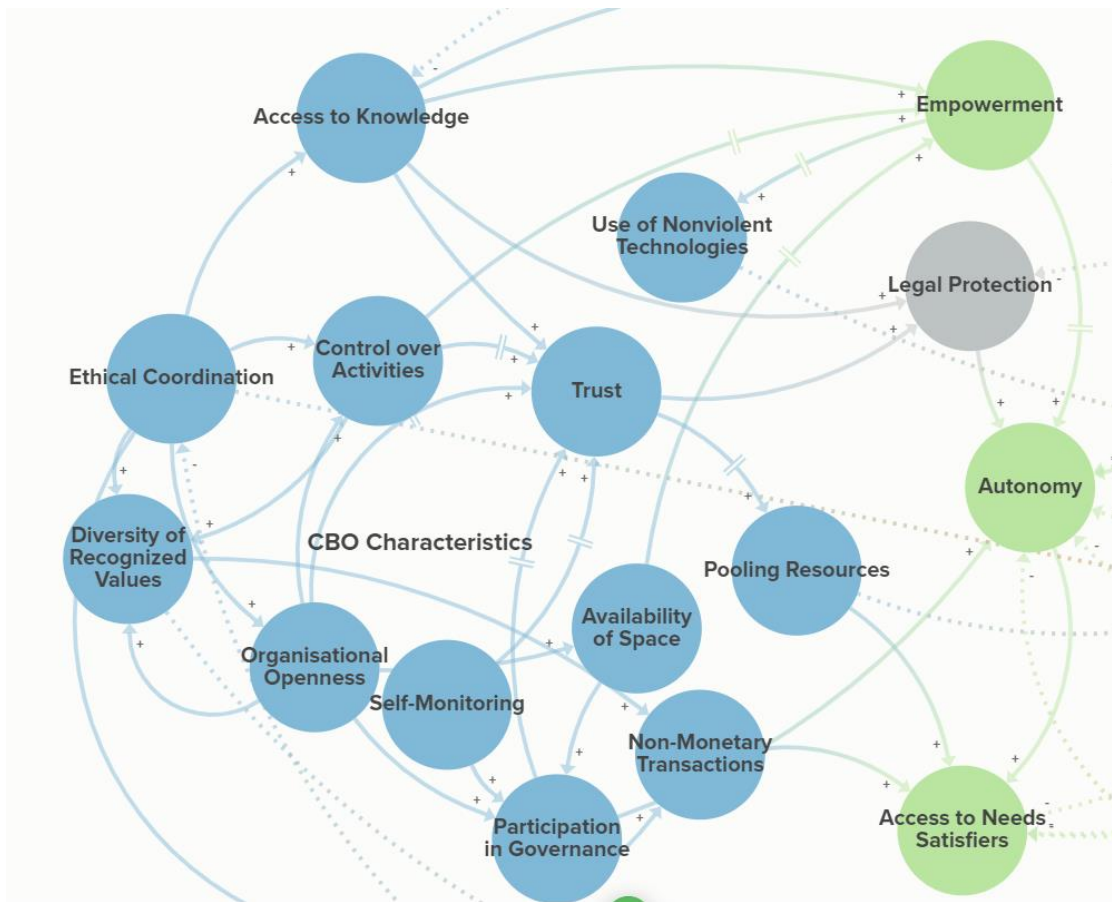 Access to Knowledge
Empowerment
Use of Nonviolent
Technologies
Legal Protection
Ethical Coordination
Control over
Activities
Trust
Autonomy
Diversity of
Recognized
Values
CBO Characteristics
Pooling Resources
Availability
of Space
Organisational
Openness
Self-Monitoring
Non-Monetary
Transactions
Participation
in Governance
Access to Needs
Satisfiers